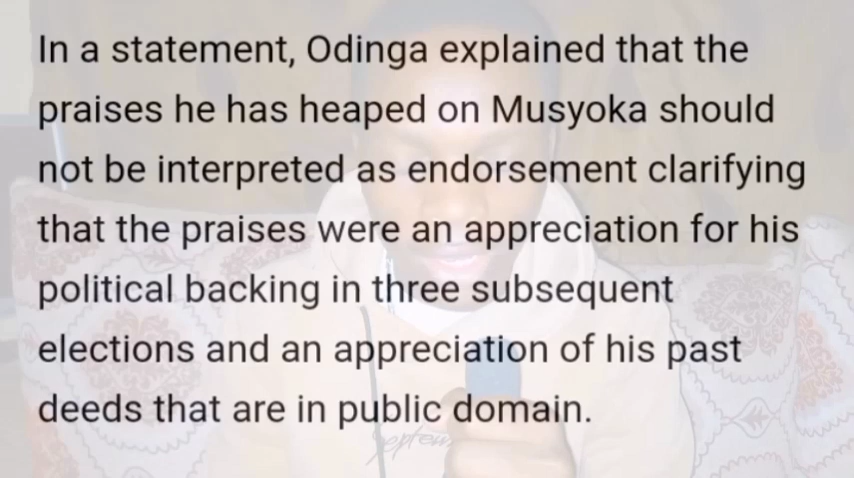 In a statement, Odinga explained that the
praises he has heaped on Musyoka should
not be interpreted as endorsement clarifying
that the praises were an appreciation for his
political backing in three subsequent
elections and an appreciation of his past
deeds that are in public domain.